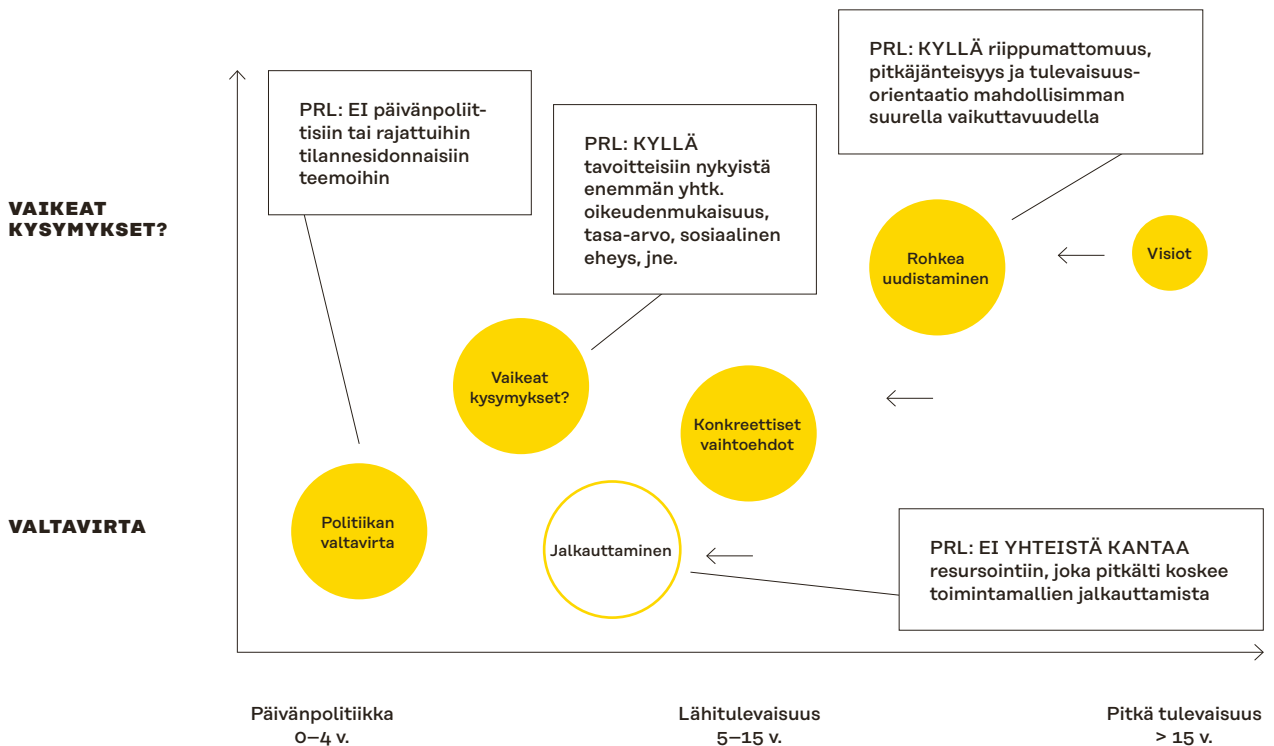 PRL: KYLLÄ riippumattomuus,
pitkäjänteisyys ja tulevaisuus-
orientaatio mahdollisimman
suurella vaikuttavuudella
PRL: EI päivänpoliit-
tisiin tai rajattuihin
tilannesidonnaisiin
teemoihin
PRL: KYLLÄ
tavoitteisiin nykyistä
enemmän yhtk.
oikeudenmukaisuus,
tasa-arvo, sosiaalinen
eheys, jne.
VAIKEAT
KYSYMYKSET?
Rohkea
uudistaminen
Visiot
Vaikeat
kysymykset?
Konkreettiset
vaihtoehdot
VALTAVIRTA
Politiikan
valtavirta
Jalkauttaminen
PRL: EI YHTEISTÄ KANTAA
resursointiin, joka pitkälti koskee
toimintamallien jalkauttamista
Päivänpolitiikka
0–4 v.
Lähitulevaisuus
5–15 v.
Pitkä tulevaisuus
> 15 v.